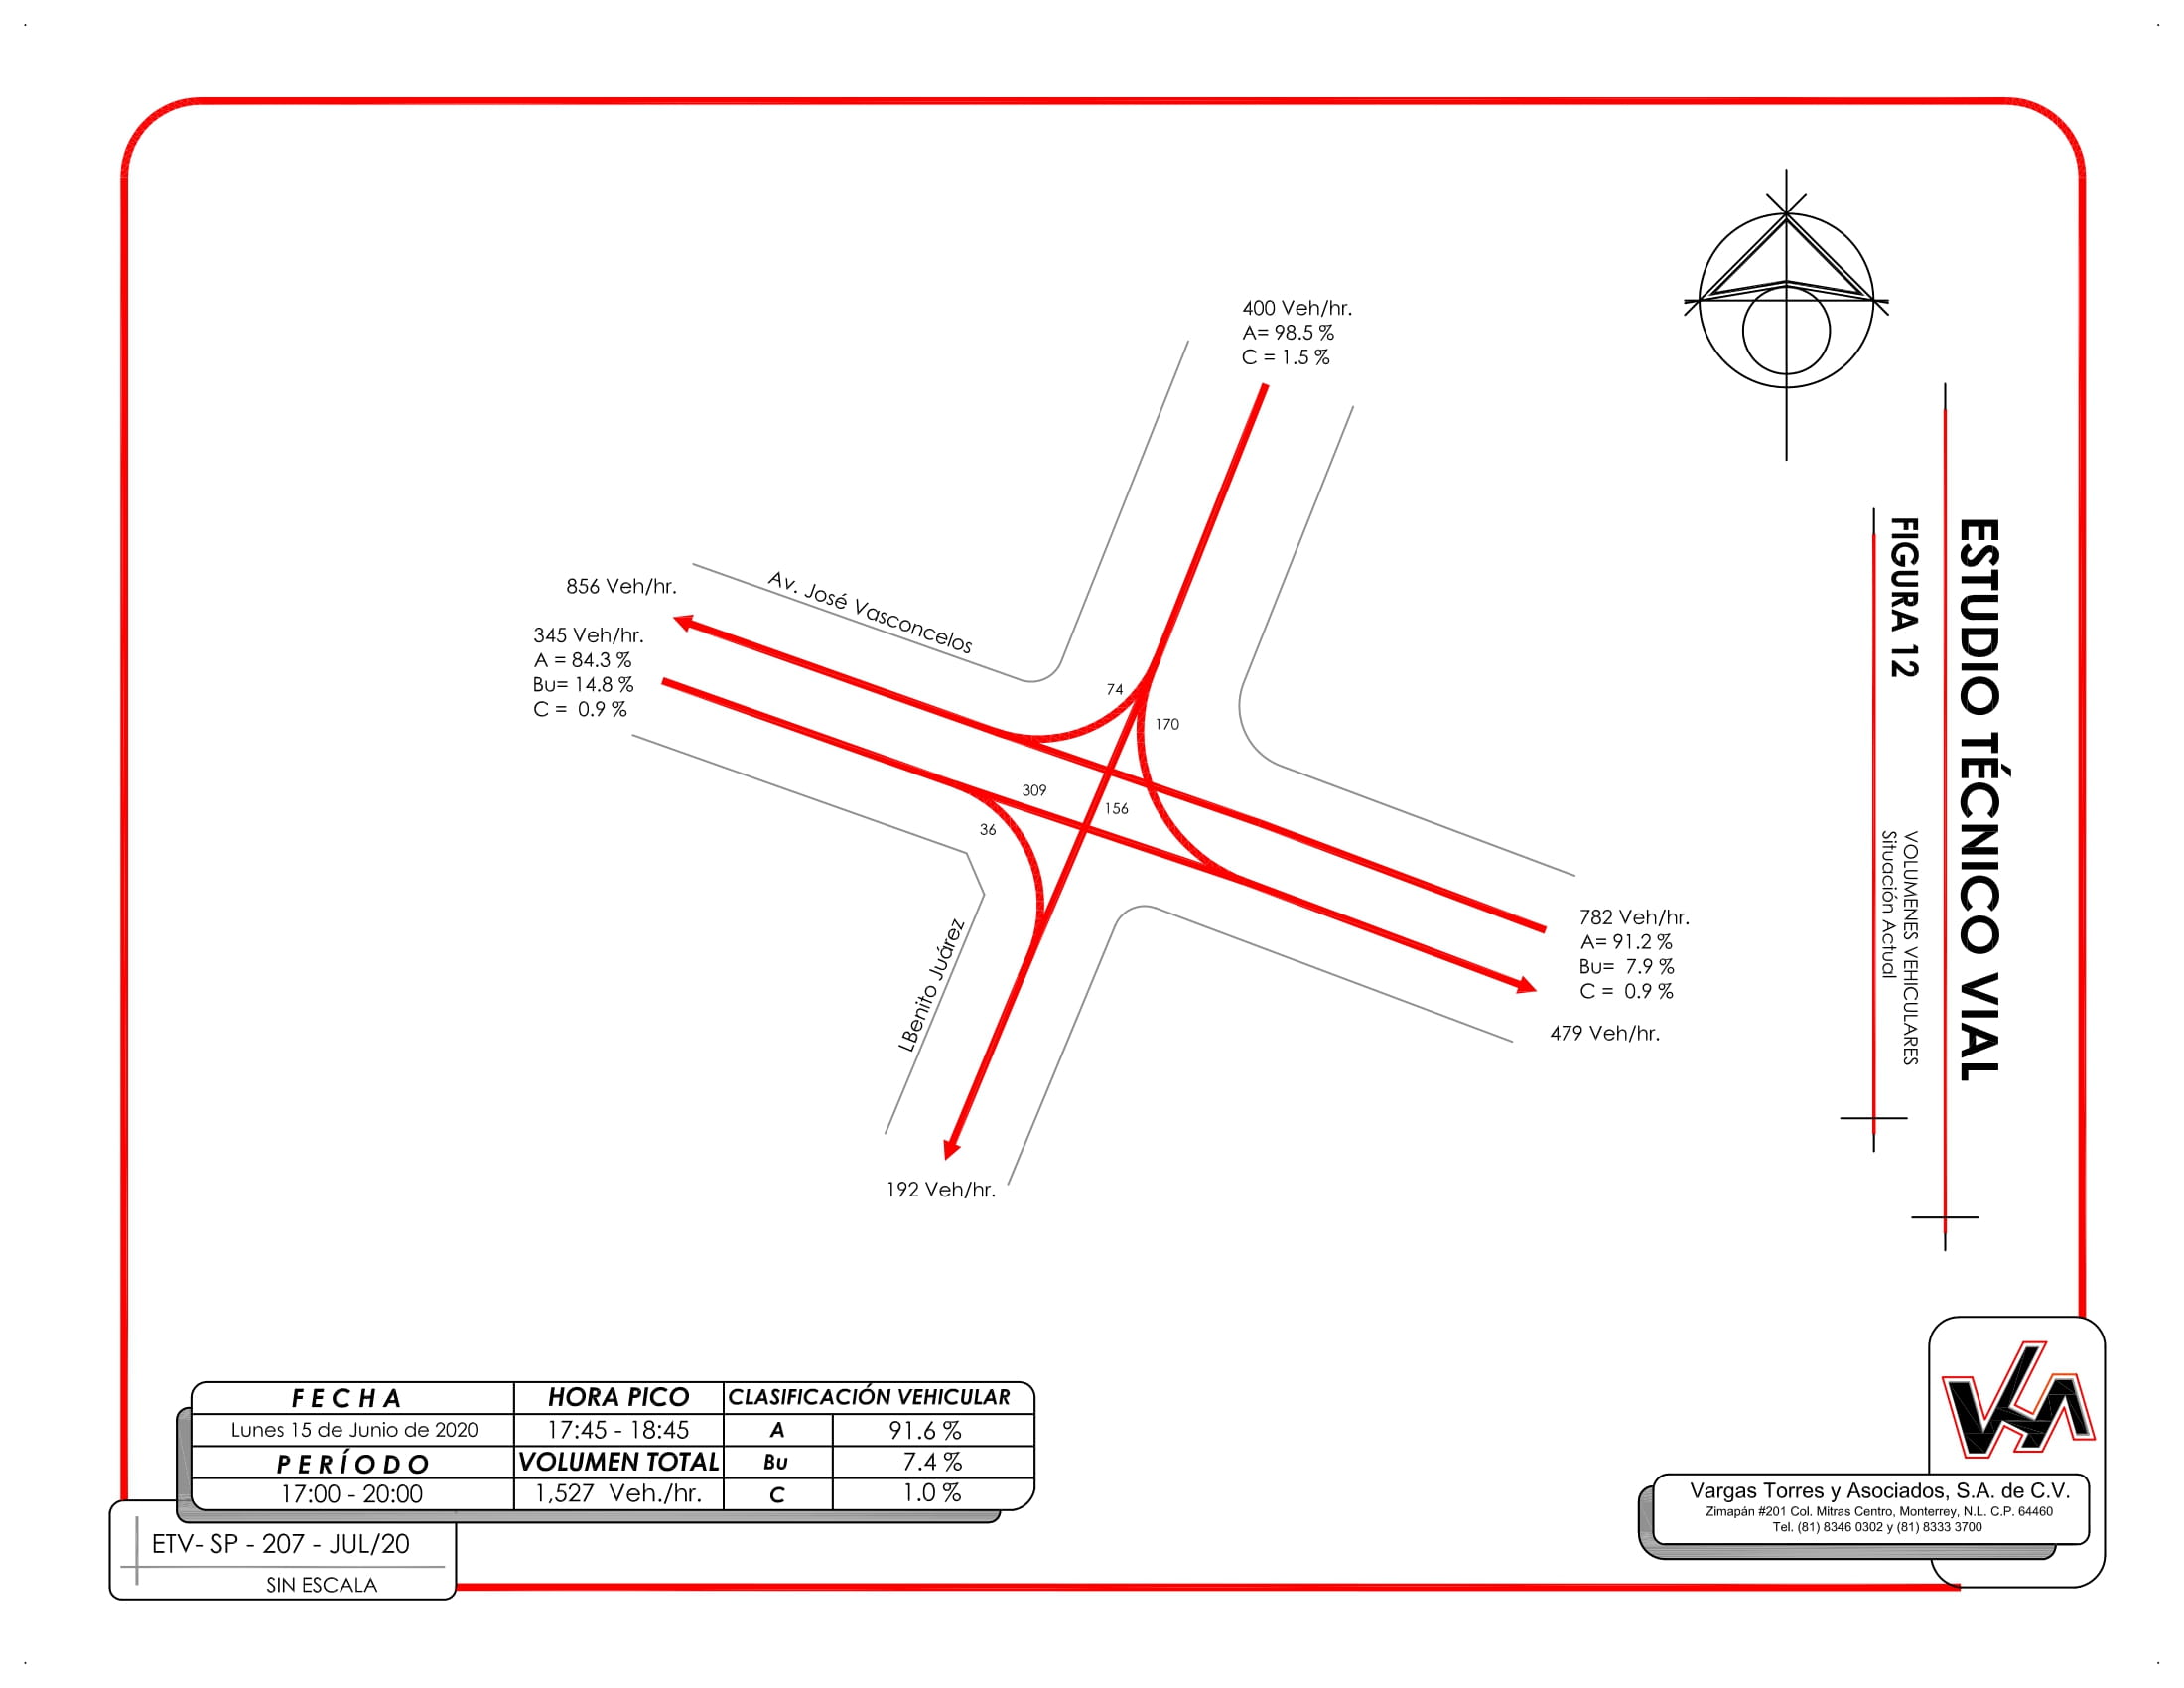 400 Veh/hr.
A= 98.5 %
C = 1.5 %
856 Veh/hr.
Av. José Vasconcelos
345 Veh/hr.
A = 84.3 %
Bu= 14.8 %
C =  0.9 %
74
170
309
156
36
782 Veh/hr.
A= 91.2 %
Bu=  7.9 %
C =  0.9 %
479 Veh/hr.
LBenito Juárez
192 Veh/hr.
ESTUDIO TÉCNICO VIAL
FIGURA 12
VOLUMENES VEHICULARES
Situación Actual
FECHA
HORA PICO
CLASIFICACIÓN VEHICULAR
Lunes 15 de Junio de 2020
17:45 - 18:45
A
91.6 %
PERÍODO
VOLUMEN TOTAL
Bu
7.4 %
17:00 - 20:00
1,527  Veh./hr.
C
1.0 %
ETV- SP - 207 - JUL/20
SIN ESCALA
Vargas Torres y Asociados, S.A. de C.V.
Zimapán #201 Col. Mitras Centro, Monterrey, N.L. C.P. 64460
Tel. (81) 8346 0302 y (81) 8333 3700